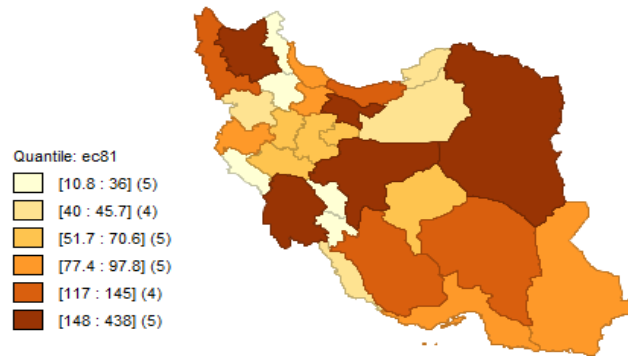 Quantile: ec81
[10.8 : 36] (5)
[40 : 45.7] (4)
[51.7 : 70.6] (5)
[77.4 : 97.8] (5)
[117 : 145] (4)
[148 : 438] (5)